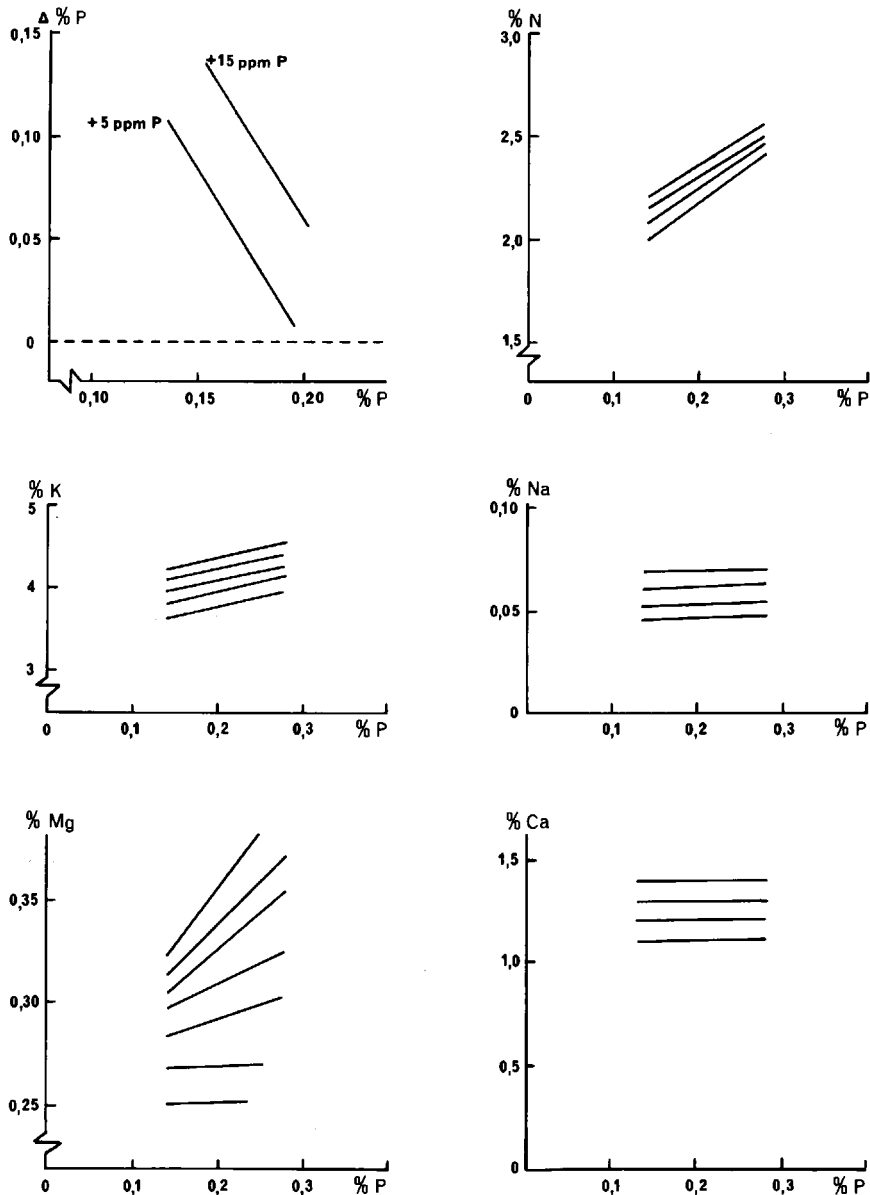 Δ % P
0,15
0,10
0,05
0
+15 ppm P
+5 ppm P
0,10 0,15 0,20 % P
% N
3,0
2,5
2,0
1,5
0 0,1 0,2 0,3 % P
% K
5
4
3
0 0,1 0,2 0,3 % P
% Na
0,10
0,05
0
0,1 0,2 0,3 % P
% Mg
0,35
0,30
0,25
0 0,1 0,2 0,3 % P
% Ca
1,5
1,0
0,5
0
0,1 0,2 0,3 % P